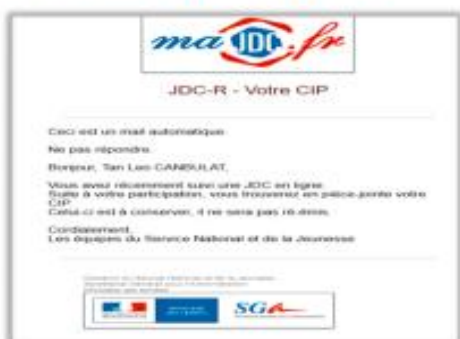 ma JDC .fr
JDC-R - Votre CIP
Ceci est un mail automatique
Ne pas répondre
Bonjour, Tan Leo CANBULAT,
Vous avez récemment suivi une JDC en ligne.
Suite à votre participation, vous trouverez en pièce-jointe votre
CIP
Celui-ci est à conserver, il ne sera pas ré-émis.
Cordialement,
Les équipes du Service National et de la Jeunesse
SGA